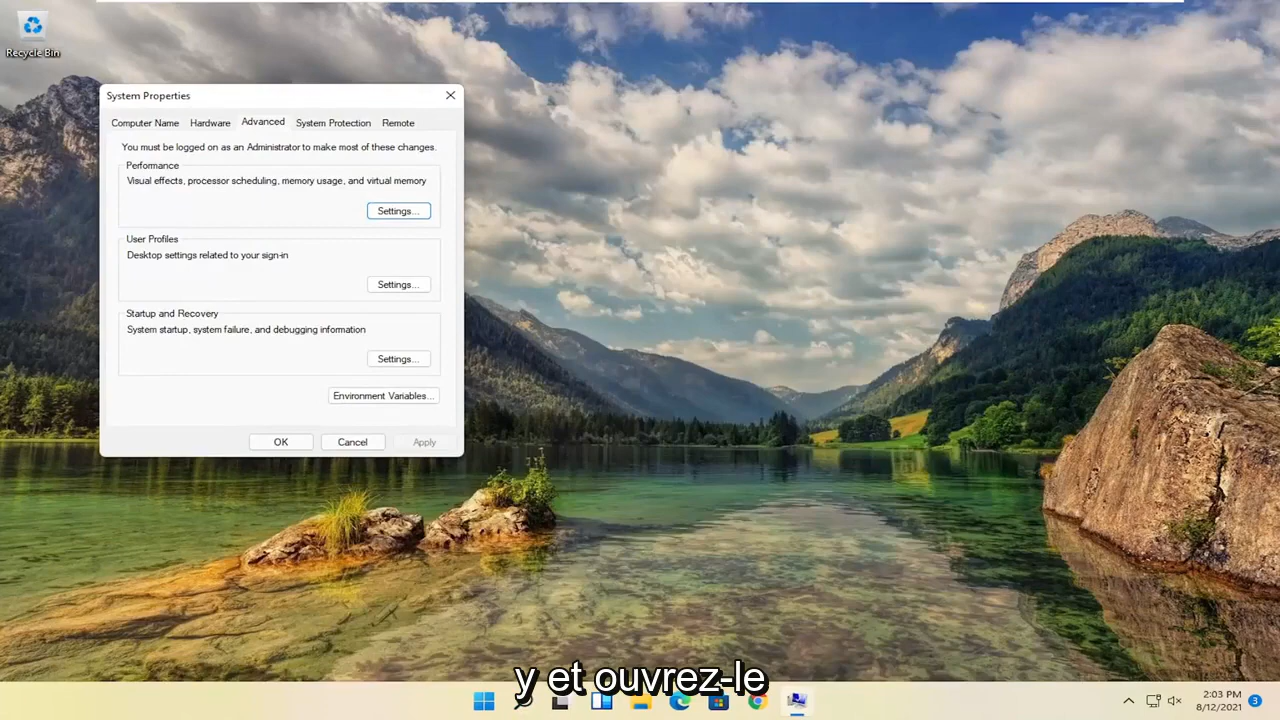 Recycle Bin
System Properties
Computer Name Hardware Advanced System Protection Remote
You must be logged on as an Administrator to make most of these changes.
Performance
Visual effects, processor scheduling, memory usage, and virtual memory
Settings...
User Profiles
Desktop settings related to your sign-in
Settings...
Startup and Recovery
System startup, system failure, and debugging information
Settings...
Environment Variables...
OK Cancel Apply
y et ouvrez-le
2:03 PM
8/12/2021
3